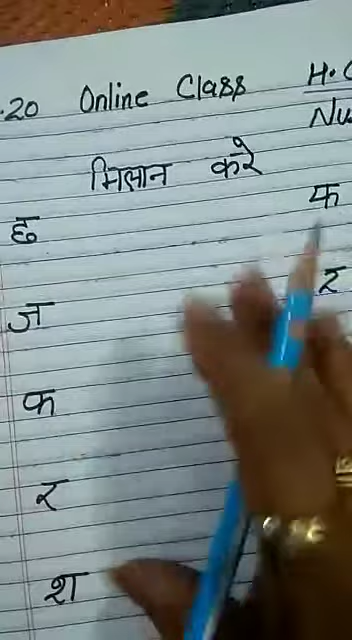 .20 Online Class H.
Nu
मिलान करे
छ फ
ज र
फ
र
श